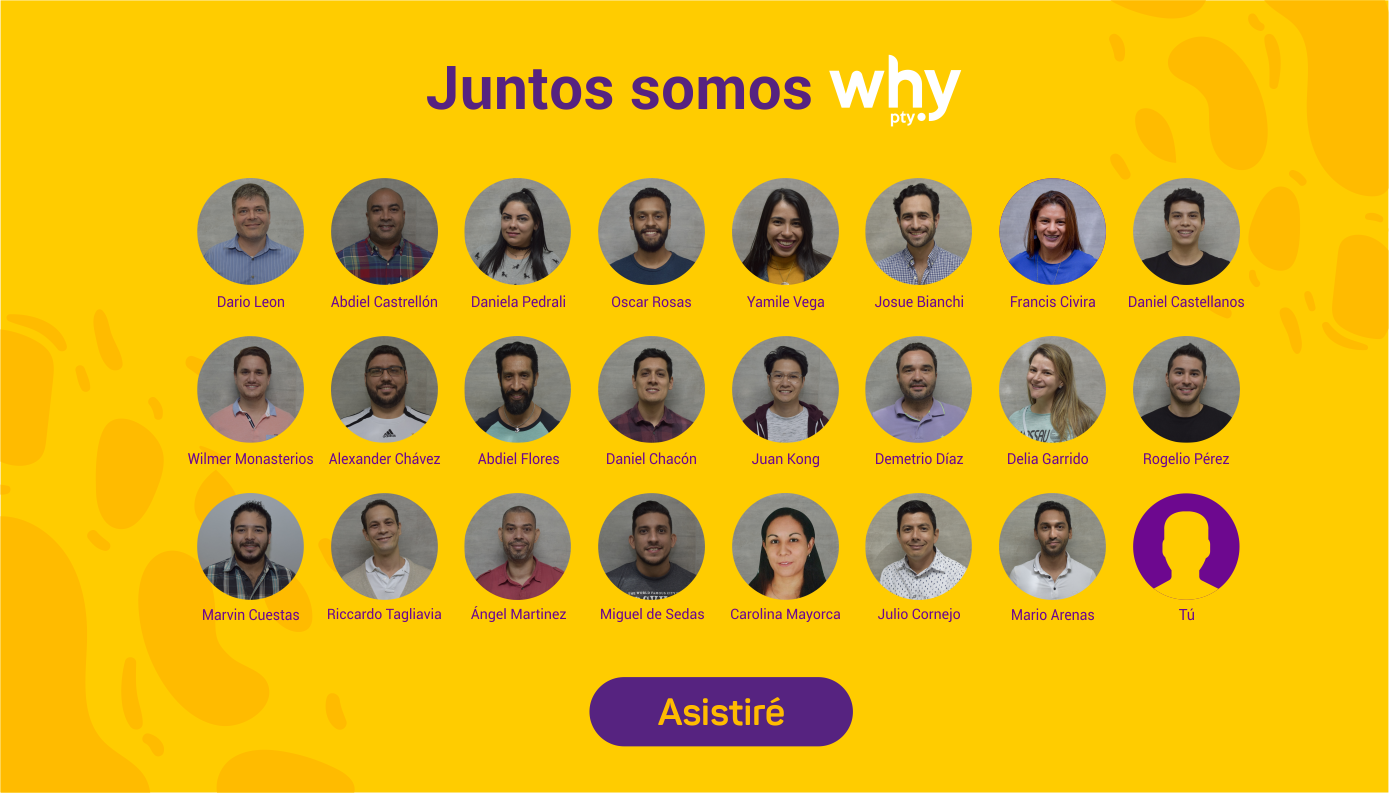 Juntos somos why
pty
Dario Leon
Abdiel Castrellón
Daniela Pedrali
Oscar Rosas
Yamile Vega
Josue Bianchi
Francis Civira
Daniel Castellanos
Wilmer Monasterios
Alexander Chávez
Abdiel Flores
Daniel Chacón
Juan Kong
Demetrio Díaz
Delia Garrido
Rogelio Pérez
Marvin Cuestas
Riccardo Tagliavia
Ángel Martinez
Miguel de Sedas
Carolina Mayorca
Julio Cornejo
Mario Arenas
Tú
Asistiré